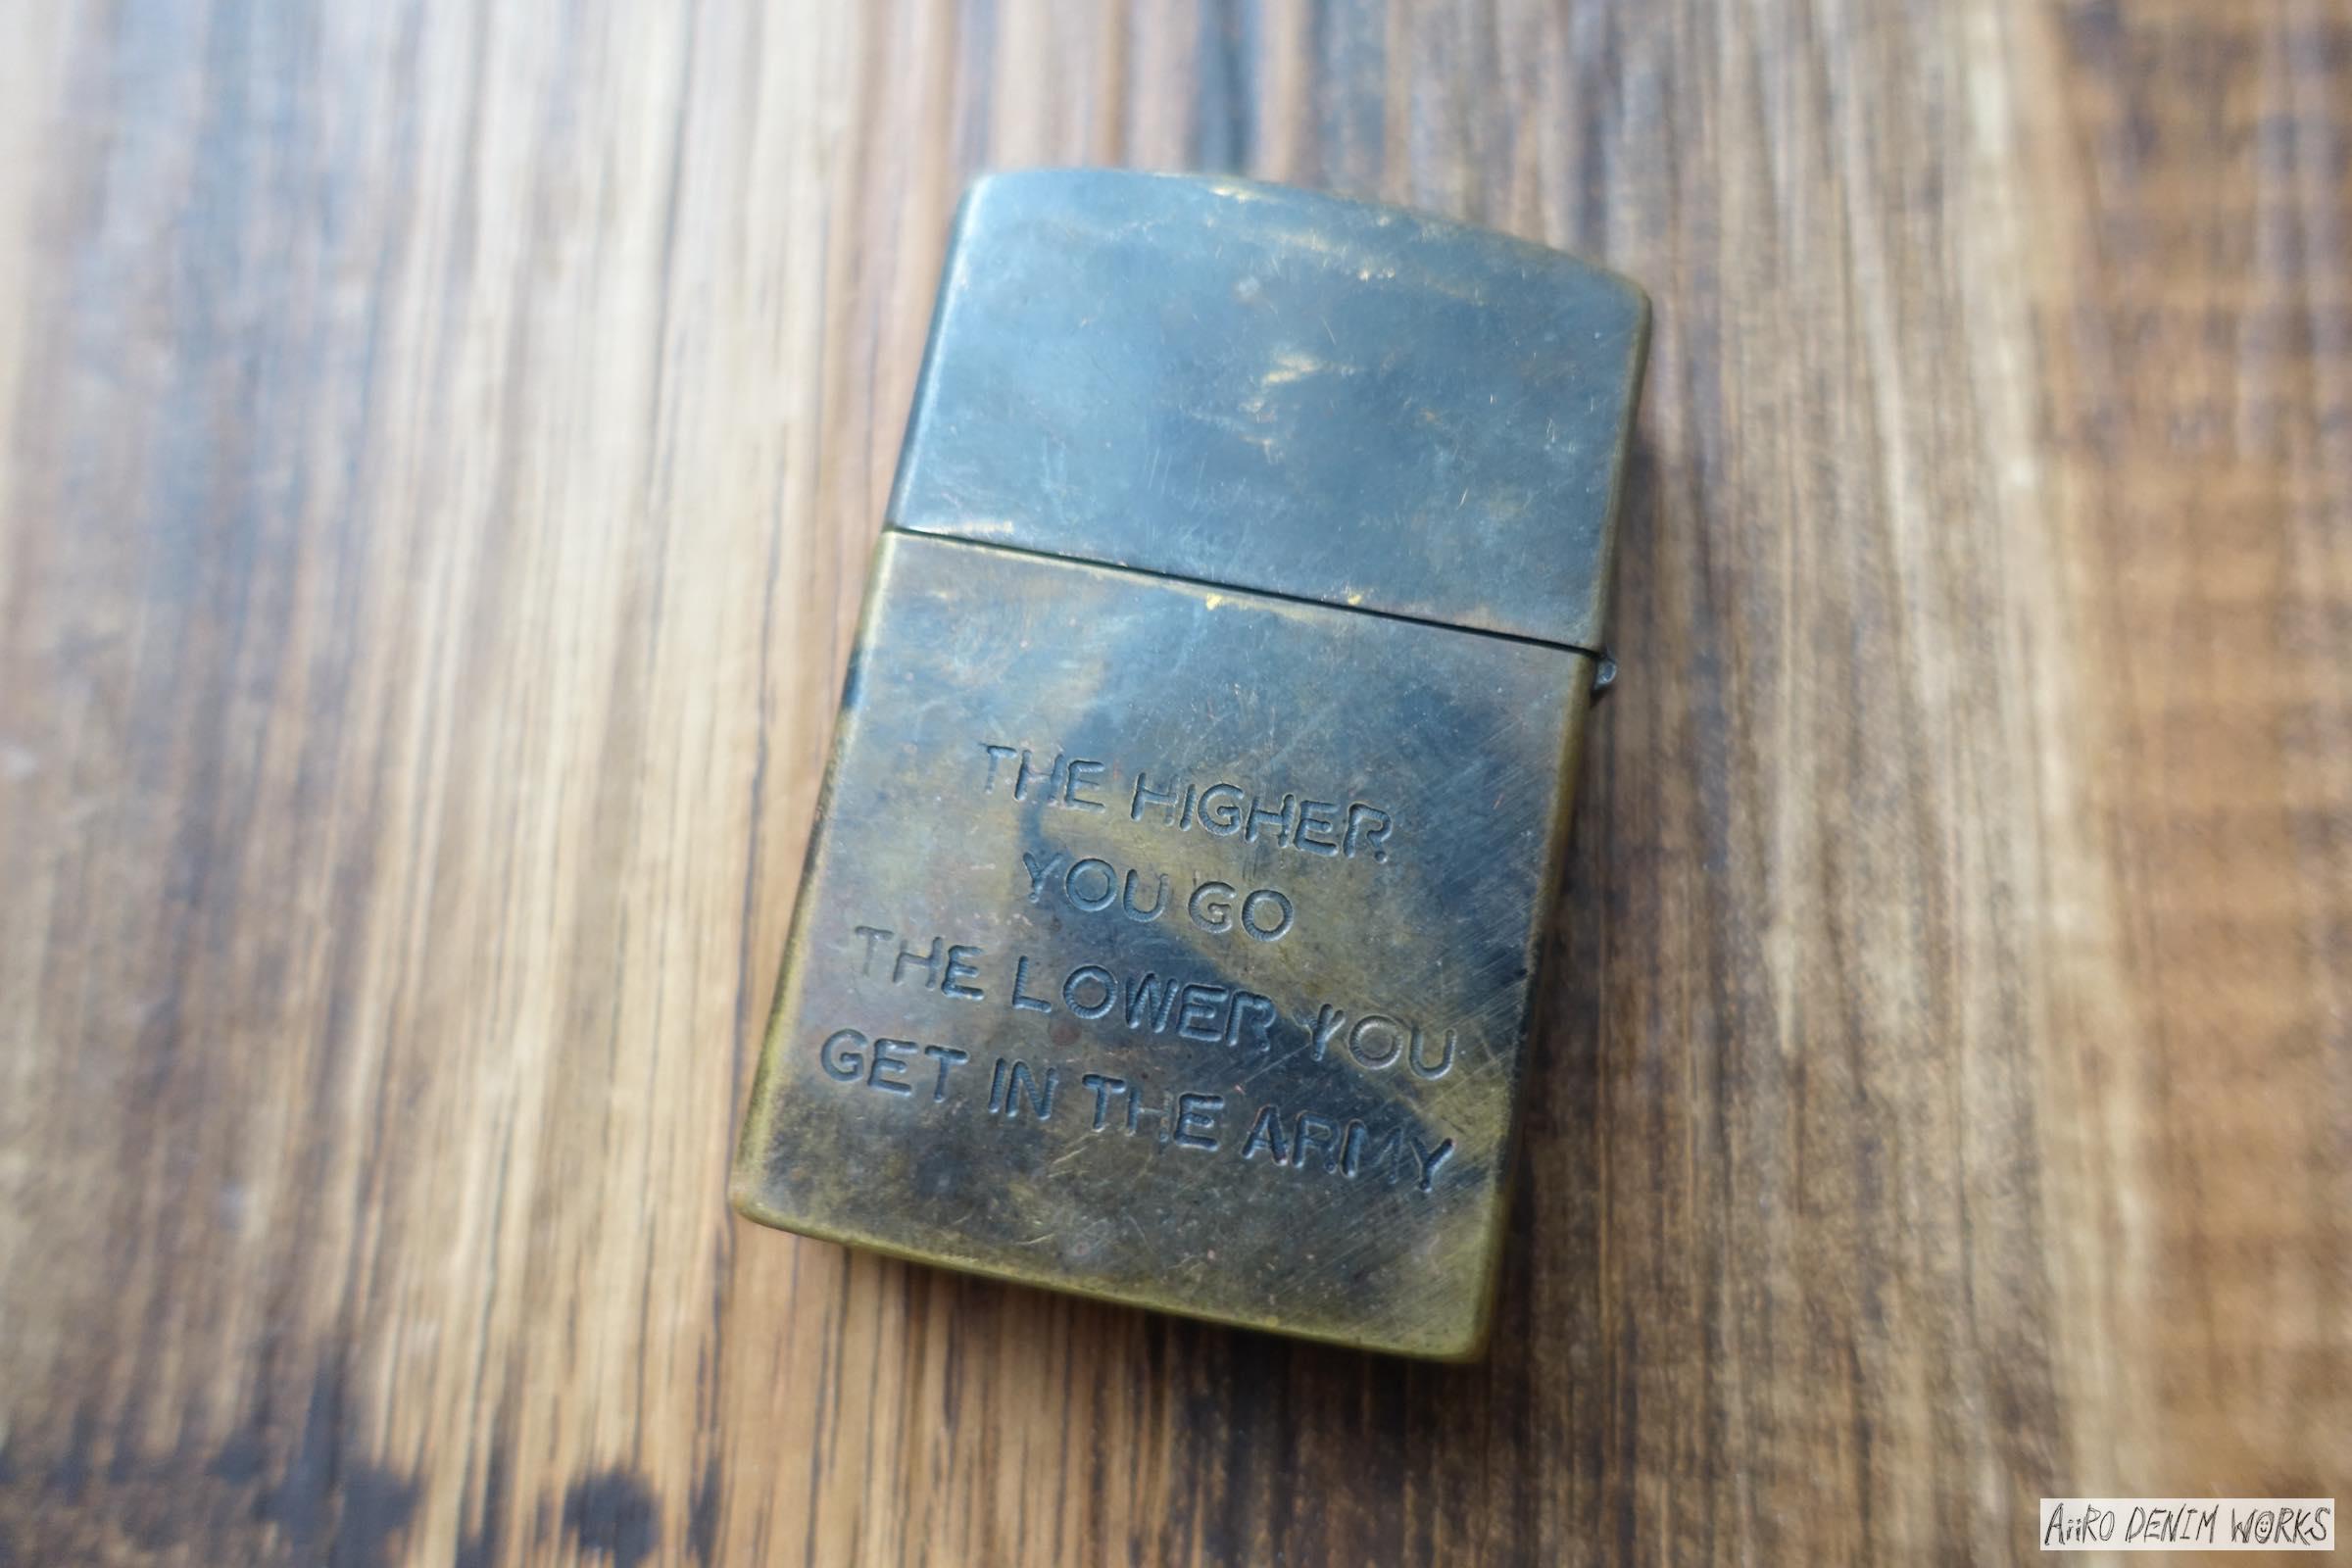 THE HIGHER
YOU GO
THE LOWER YOU
GET IN THE ARMY
AiiRO DENIM WORKS